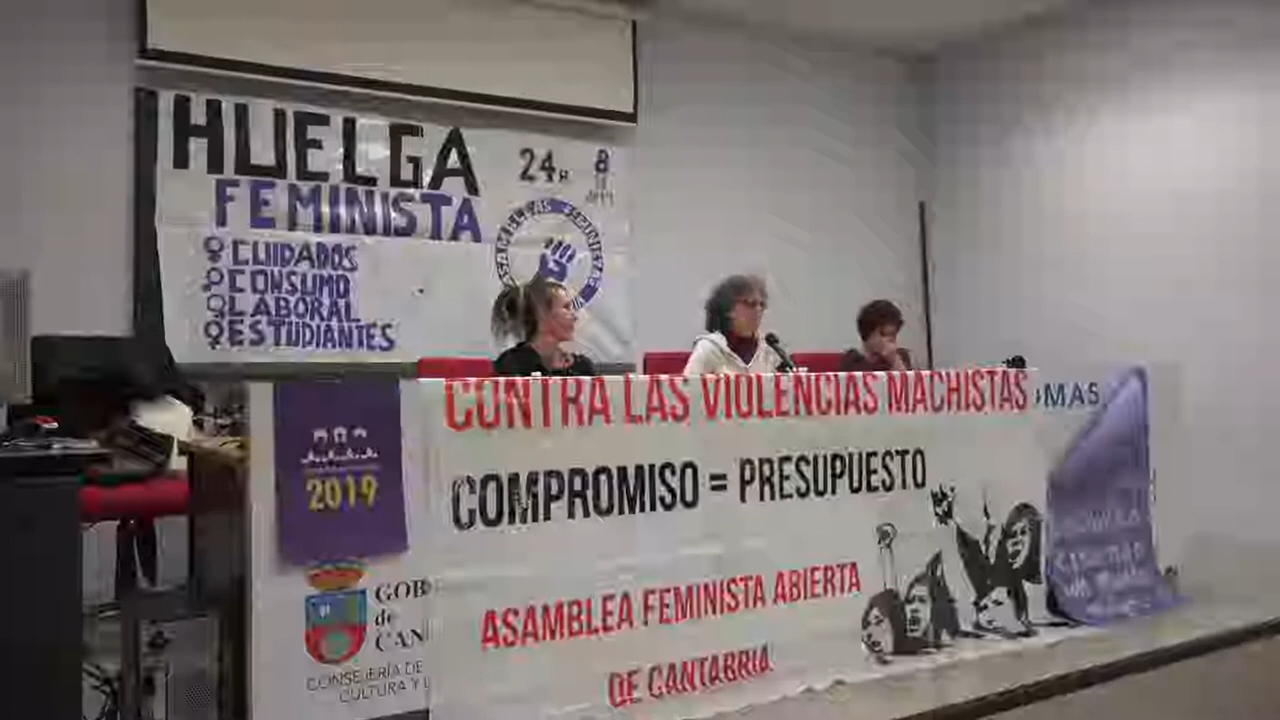 HUELGA
FEMINISTA
24H
8
CUIDADOS
CONSUMO
LABORAL
ESTUDIANTES
CONTRA LAS VIOLENCIAS MACHISTAS
COMPROMISO = PRESUPUESTO
ASAMBLEA FEMINISTA ABIERTA
DE CANTABRIA
2019
GOB
de
CAN
CONSEJERÍA DE
CULTURA Y